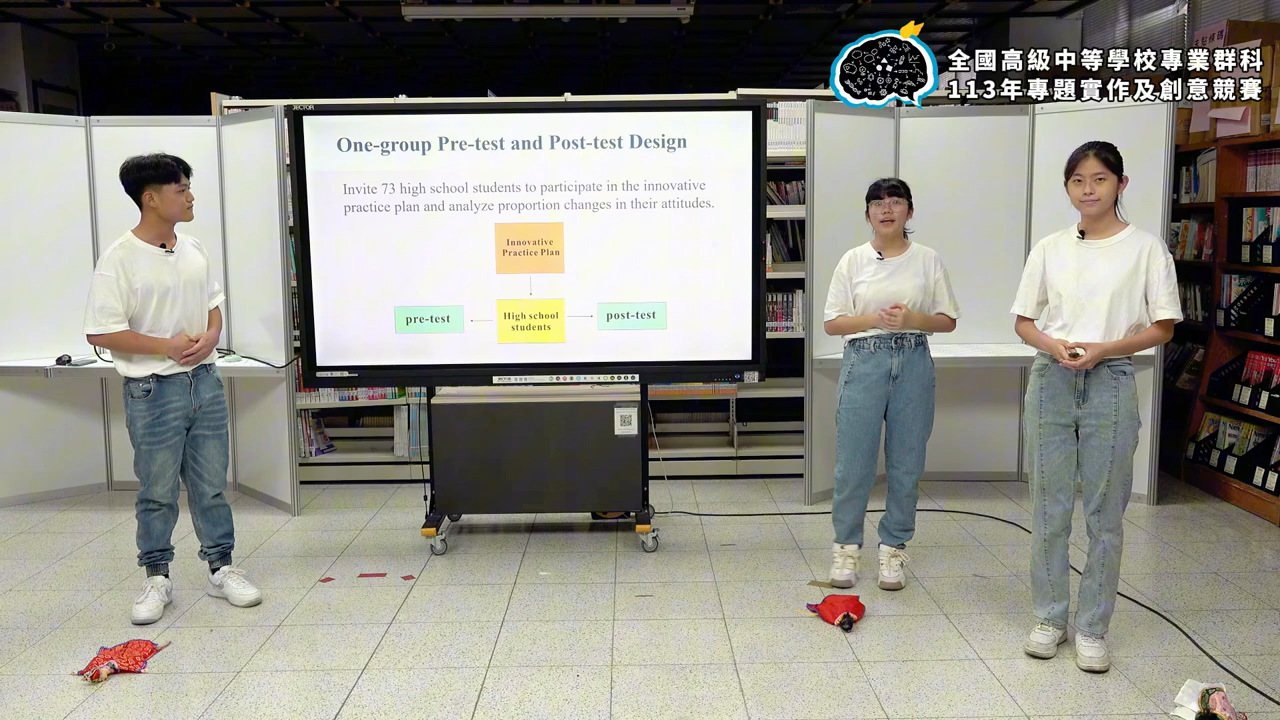 全國高級中等學校專業群科
113年專題實作及創意競賽
One-group Pre-test and Post-test Design
Invite 73 high school students to participate in the innovative
practice plan and analyze proportion changes in their attitudes.
Innovative
Practice Plan
pre-test
High school
students
post-test